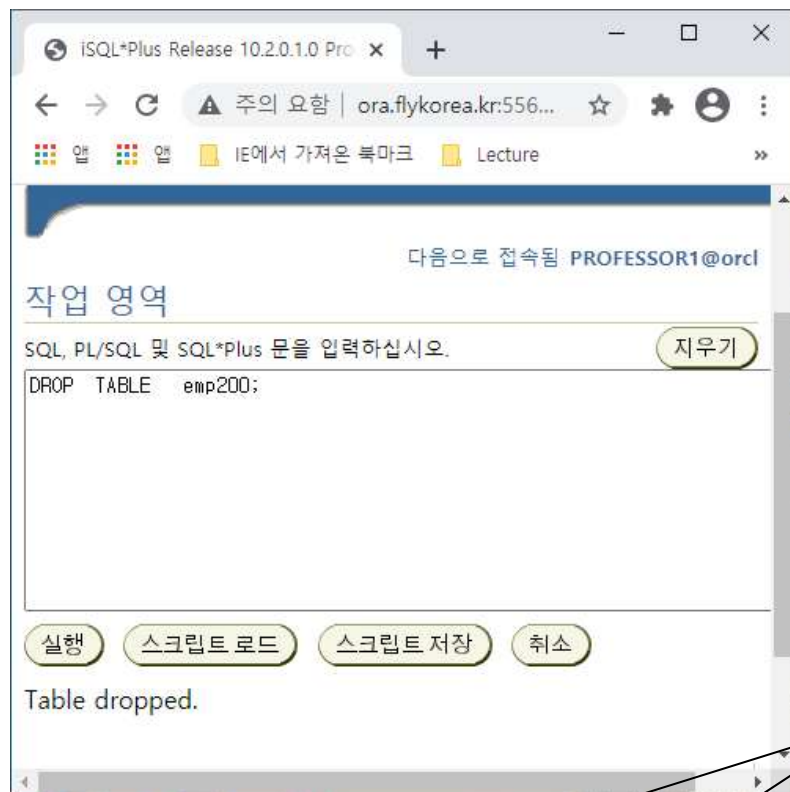 iSQL*Plus Release 10.2.0.1.0 Pro
주의 요함 | ora.flykorea.kr:556...
앱 앱 IE에서 가져온 북마크 Lecture »
다음으로 접속됨 PROFESSOR1@orcl
작업 영역
SQL, PL/SQL 및 SQL*Plus 문을 입력하십시오. 지우기
DROP TABLE emp200;
실행 스크립트 로드 스크립트 저장 취소
Table dropped.